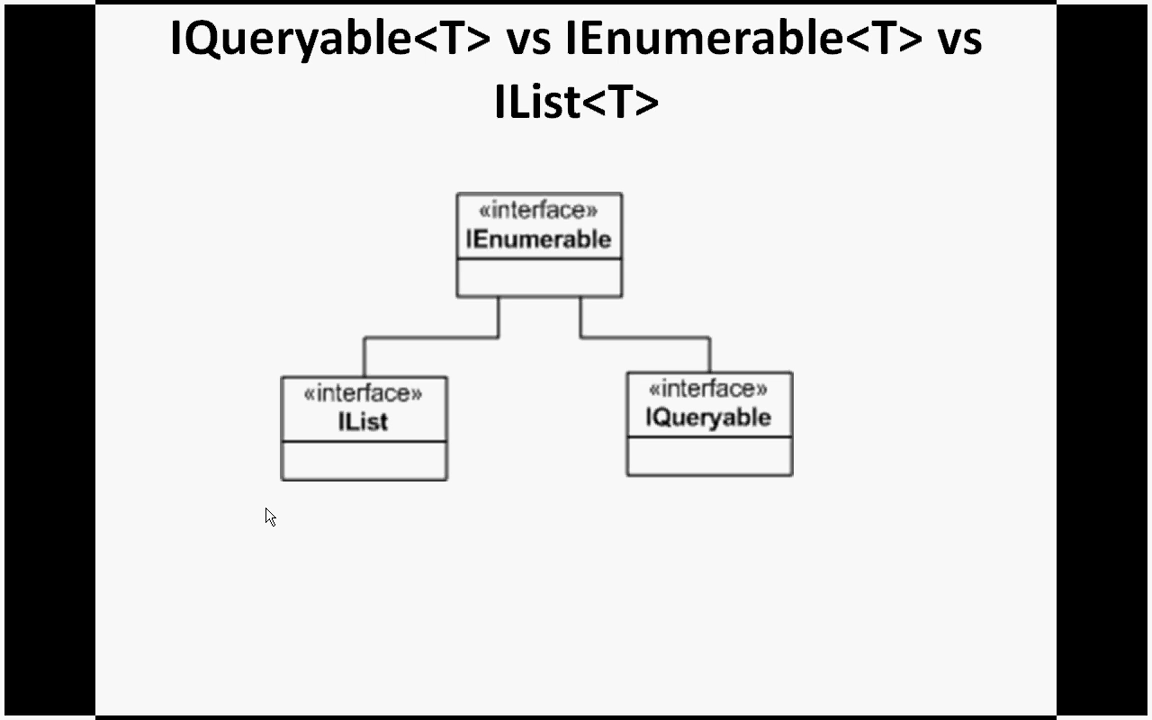 IQueryable<T> vs IEnumerable<T> vs
IList<T>
«interface»
IEnumerable
«interface»
IList
«interface»
IQueryable